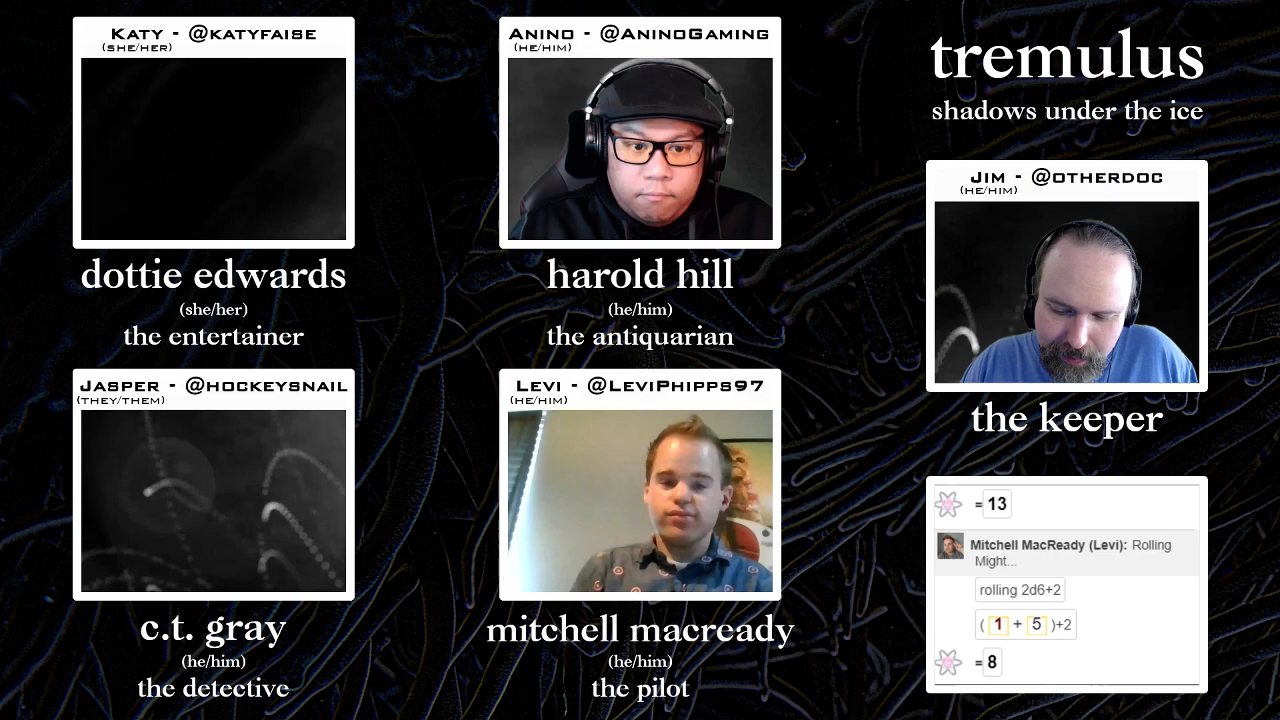 Katy - @katyfaise
(she/her)
dottie edwards
(she/her)
the entertainer
Anino - @AninoGaming
(he/him)
harold hill
(he/him)
the antiquarian
tremulus
shadows under the ice
Jim - @otherdoc
(he/him)
the keeper
Jasper - @hockeysnail
(they/them)
c.t. gray
(he/him)
the detective
Levi - @LeviPhipps97
(he/him)
mitchell macready
(he/him)
the pilot
=13
Mitchell MacReady (Levi): Rolling
Might...
rolling 2d6+2
( 1 + 5 )+2
=8